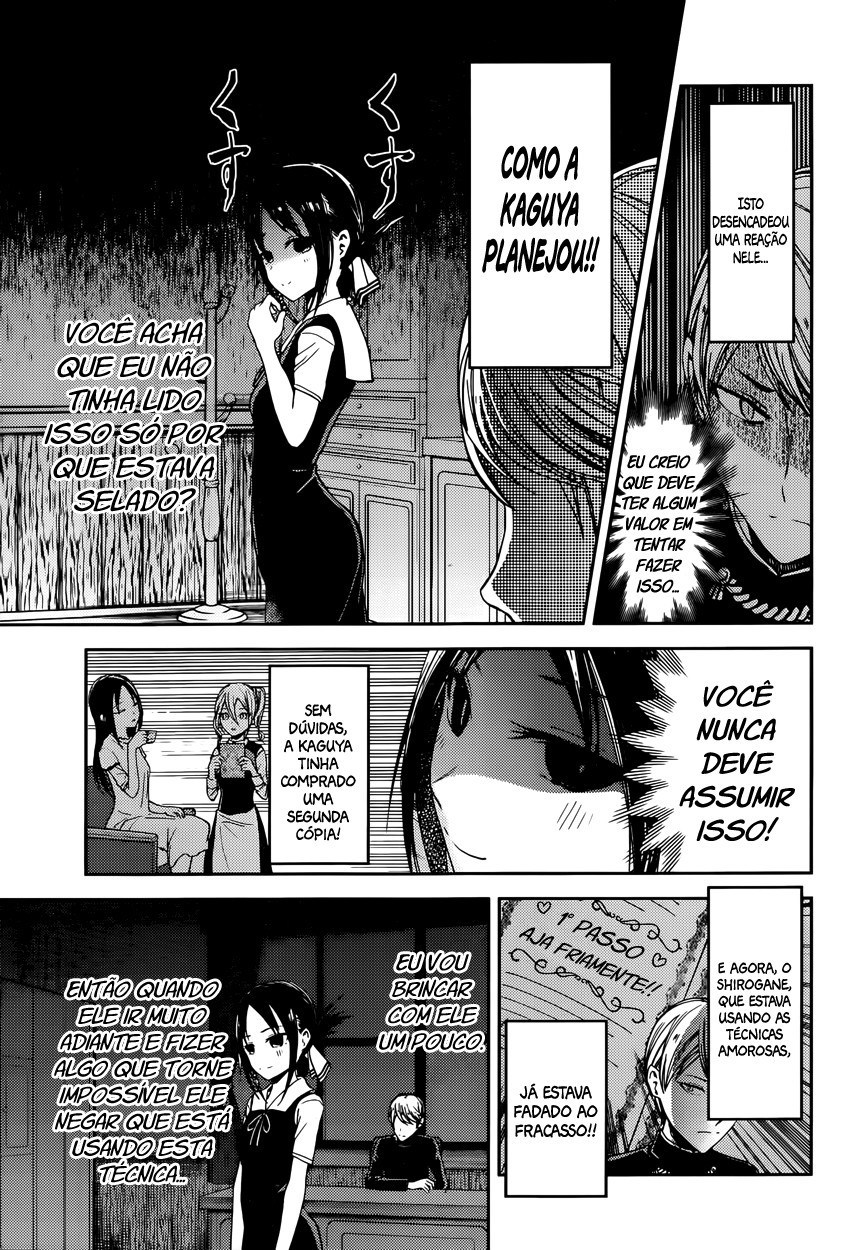 ISTO
DESENCADEOU
UMA REAÇÃO
NELE...
EU CREIO
QUE DEVE
TER ALGUM
VALOR EM
TENTAR
FAZER
ISSO...
COMO A
KAGUYA
PLANEJOU!!
くすくす
VOCÊ ACHA
QUE EU NÃO
TINHA LIDO
ISSO SÓ POR
QUE ESTAVA
SELADO?
VOCÊ
NUNCA
DEVE
ASSUMIR
ISSO!
SEM
DÚVIDAS,
A KAGUYA
TINHA
COMPRADO
UMA
SEGUNDA
CÓPIA!
E AGORA, O
SHIROGANE,
QUE ESTAVA
USANDO AS
TÉCNICAS
AMOROSAS,
1° PASSO
AJA FRIAMENTE!!
JÁ ESTAVA
FADADO AO
FRACASSO!!
EU VOU
BRINCAR
COM ELE
UM POUCO.
ENTÃO QUANDO
ELE IR MUITO
ADIANTE E FIZER
ALGO QUE TORNE
IMPOSSÍVEL ELE
NEGAR QUE ESTÁ
USANDO ESTA
TÉCNICA...